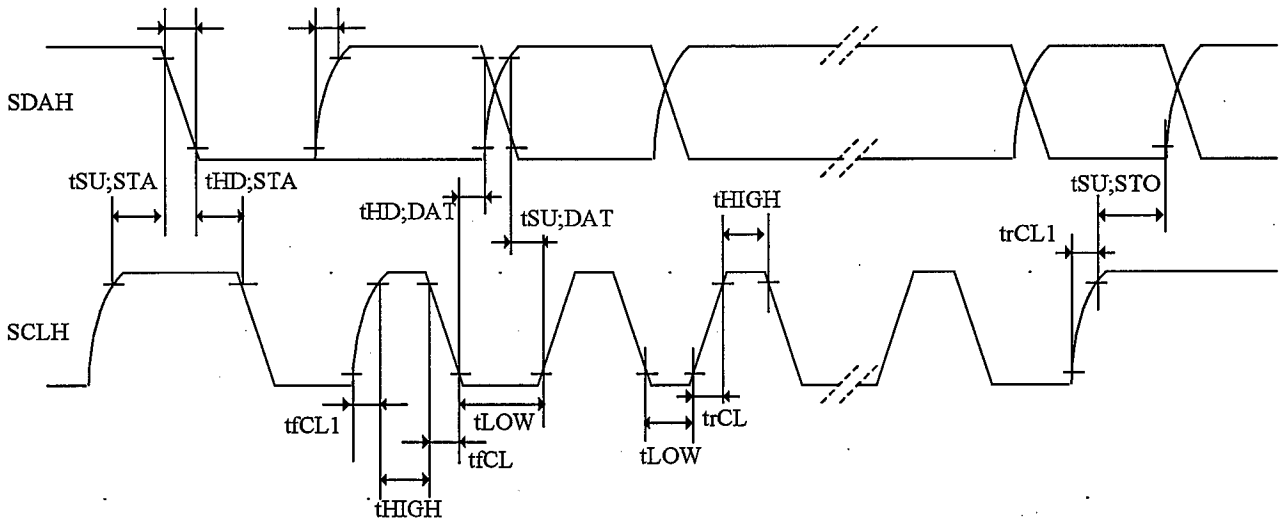 SDAH
tSU;STA
tHD;STA
tHD;DAT
tSU;DAT
tHIGH
tSU;STO
trCL1
SCLH
tfCL1
tLOW
tfCL
tHIGH
trCL
tLOW